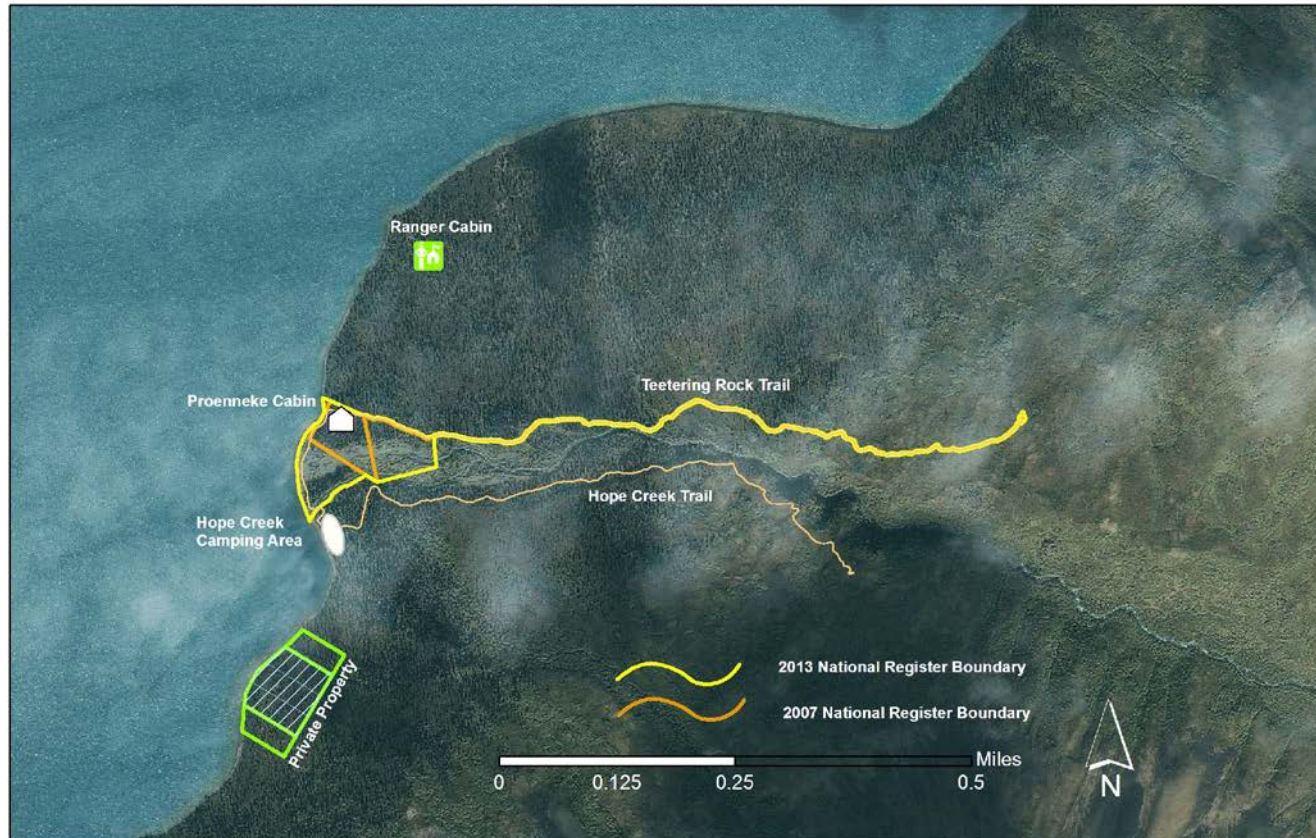 Ranger Cabin
Teetering Rock Trail
Proenneke Cabin
Hope Creek Trail
Hope Creek
Camping Area
Private Property
2013 National Register Boundary
2007 National Register Boundary
Miles
0 0.125 0.25 0.5
N